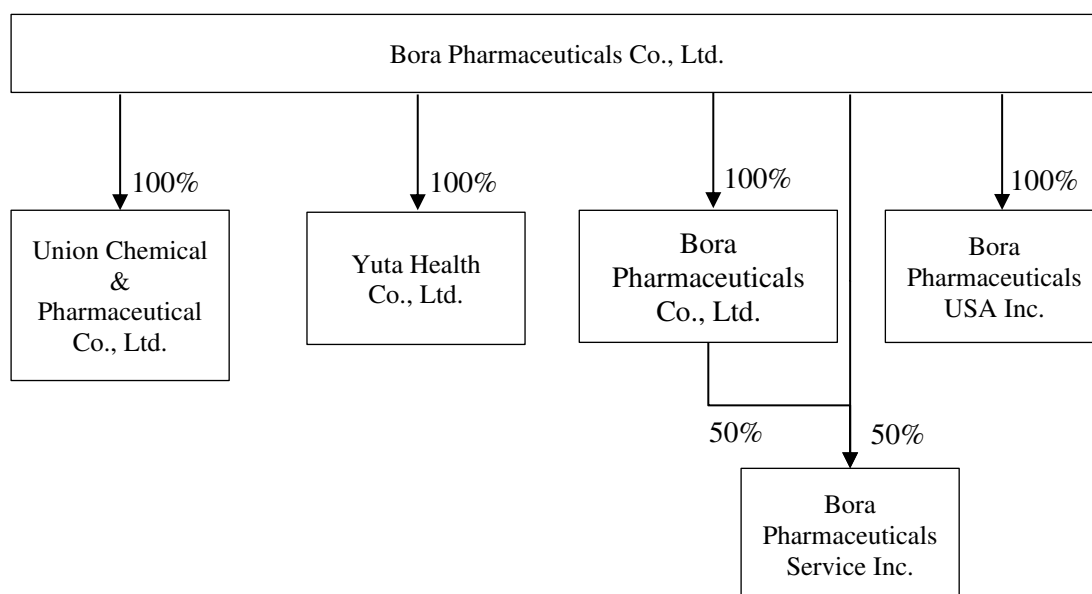 Bora Pharmaceuticals Co., Ltd.
100%
100%
100%
100%
Union Chemical
&
Pharmaceutical
Co., Ltd.
Yuta Health
Co., Ltd.
Bora
Pharmaceuticals
Co., Ltd.
Bora
Pharmaceuticals
USA Inc.
50%
50%
Bora
Pharmaceuticals
Service Inc.